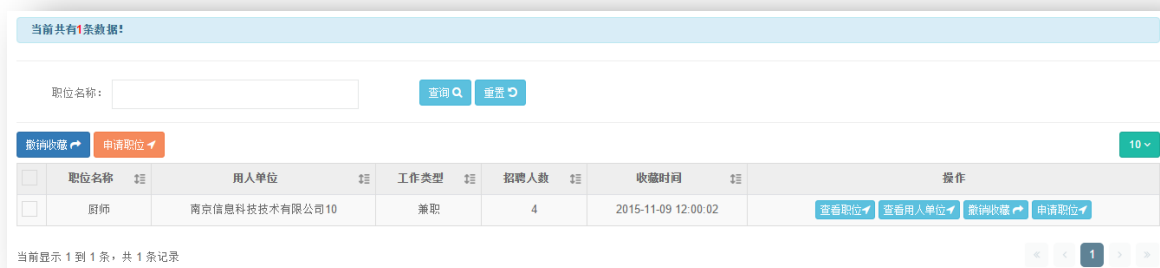 当前共有1条数据!
职位名称: 查询 重置
撤销收藏 申请职位 10
职位名称 用人单位 工作类型 招聘人数 收藏时间 操作
厨师 南京信息科技技术有限公司10 兼职 4 2015-11-09 12:00:02 查看职位 查看用人单位 撤销收藏 申请职位
当前显示 1 到 1 条，共 1 条记录 « ‹ 1 › »